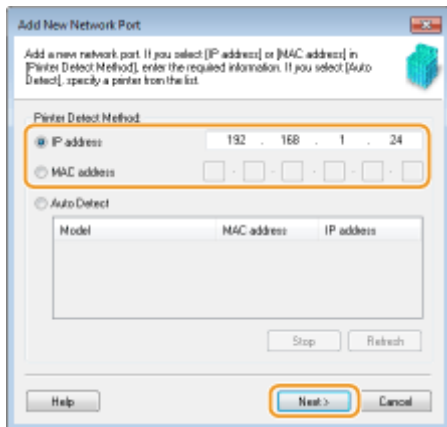 Add New Network Port
Add a new network port. If you select [IP address] or [MAC address] in
[Printer Detect Method], enter the required information. If you select [Auto
Detect], specify a printer from the list.
Printer Detect Method:
IP address 192 . 168 . 1 . 24
MAC address - - - - -
Auto Detect
Model MAC address IP address
Stop Refresh
Help Next > Cancel